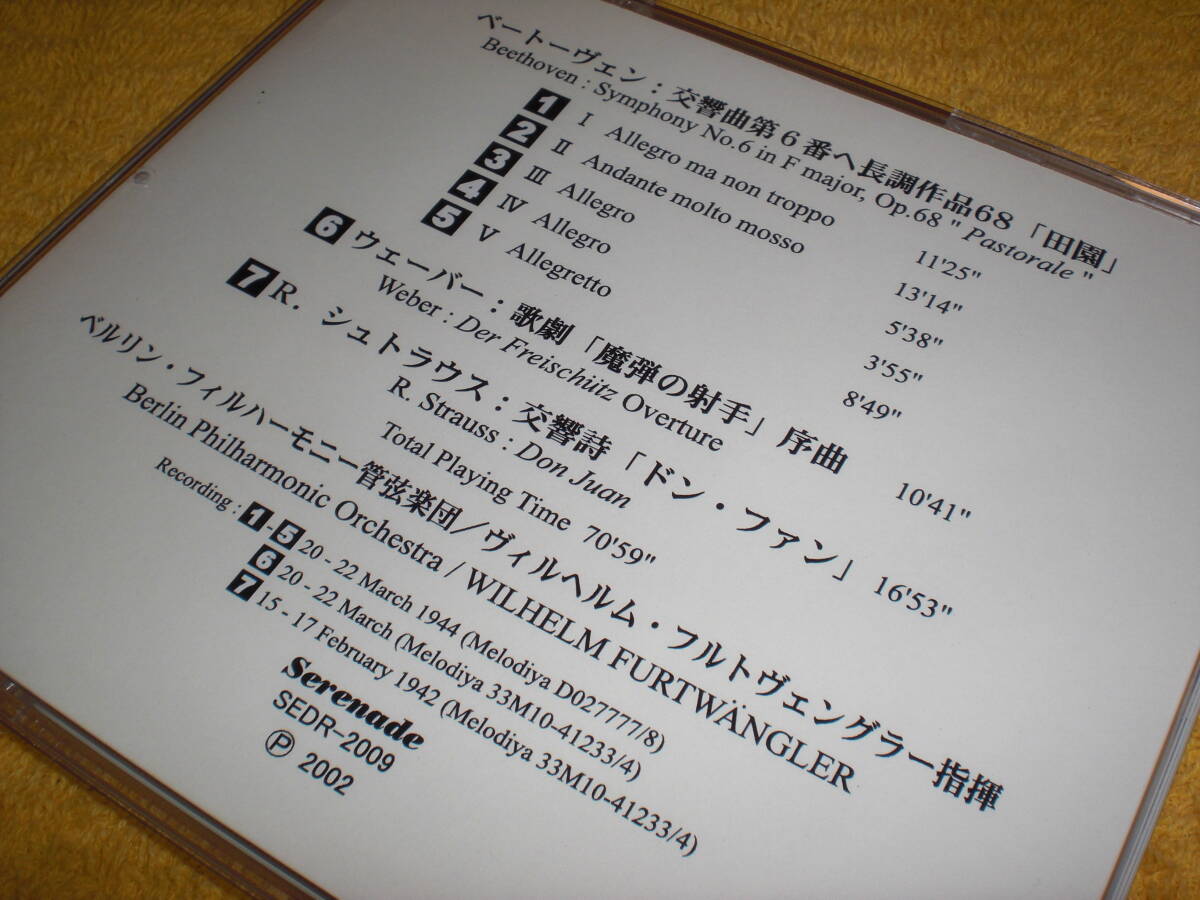 ベートーヴェン：交響曲第６番ヘ長調作品68「田園」
Beethoven : Symphony No.6 in F major, Op.68 " Pastorale "
1 I Allegro ma non troppo 11'25"
2 II Andante molto mosso 13'14"
3 III Allegro 5'38"
4 IV Allegro 3'55"
5 V Allegretto 8'49"
6 ウェーバー：歌劇「魔弾の射手」序曲 10'41"
Weber : Der Freischütz Overture
7 R．シュトラウス：交響詩「ドン・ファン」 16'53"
R. Strauss : Don Juan
Total Playing Time 70'59"
ベルリン・フィルハーモニー管弦楽団／ヴィルヘルム・フルトヴェングラー指揮
Berlin Philharmonic Orchestra / WILHELM FURTWÄNGLER
Recording : 1 - 5 20 - 22 March 1944 (Melodiya D027777/8)
6 20 - 22 March (Melodiya 33M10-41233/4)
7 15 - 17 February 1942 (Melodiya 33M10-41233/4)
Serenade
SEDR-2009
Ⓟ 2002